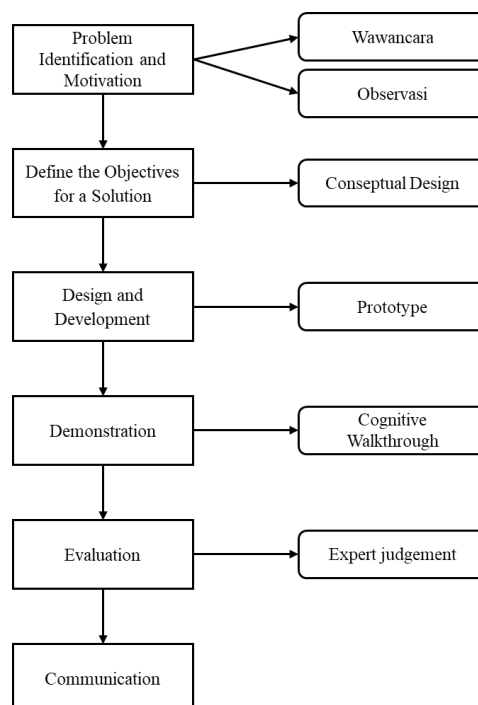 Problem
Identification and
Motivation
Wawancara
Observasi
Define the Objectives
for a Solution
Conseptual Design
Design and
Development
Prototype
Demonstration
Cognitive
Walkthrough
Evaluation
Expert judgement
Communication